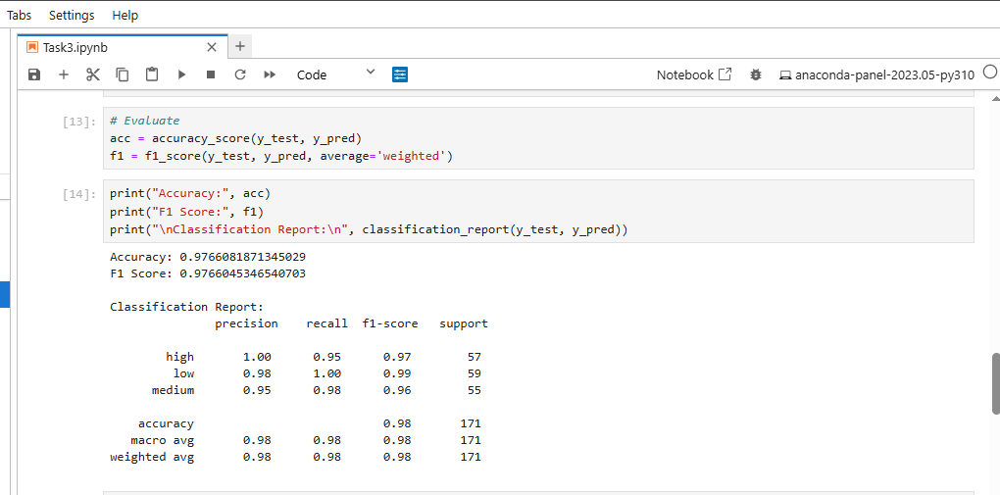 Tabs Settings Help
Task3.ipynb
Code Notebook anaconda-panel-2023.05-py310
[13]: # Evaluate
acc = accuracy_score(y_test, y_pred)
f1 = f1_score(y_test, y_pred, average='weighted')
[14]: print("Accuracy:", acc)
print("F1 Score:", f1)
print("\nClassification Report:\n", classification_report(y_test, y_pred))
Accuracy: 0.9766081871345029
F1 Score: 0.9766045346540703
Classification Report:
precision recall f1-score support
high 1.00 0.95 0.97 57
low 0.98 1.00 0.99 59
medium 0.95 0.98 0.96 55
accuracy 0.98 171
macro avg 0.98 0.98 0.98 171
weighted avg 0.98 0.98 0.98 171